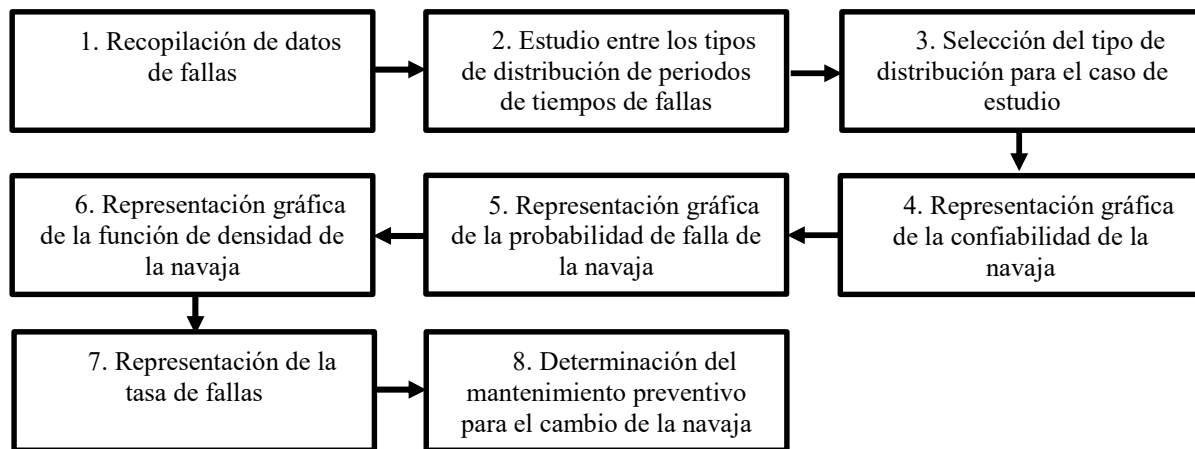 1. Recopilación de datos
de fallas
2. Estudio entre los tipos
de distribución de periodos
de tiempos de fallas
3. Selección del tipo de
distribución para el caso de
estudio
4. Representación gráfica
de la confiabilidad de la
navaja
5. Representación gráfica
de la probabilidad de falla de
la navaja
6. Representación gráfica
de la función de densidad de
la navaja
7. Representación de la
tasa de fallas
8. Determinación del
mantenimiento preventivo
para el cambio de la navaja